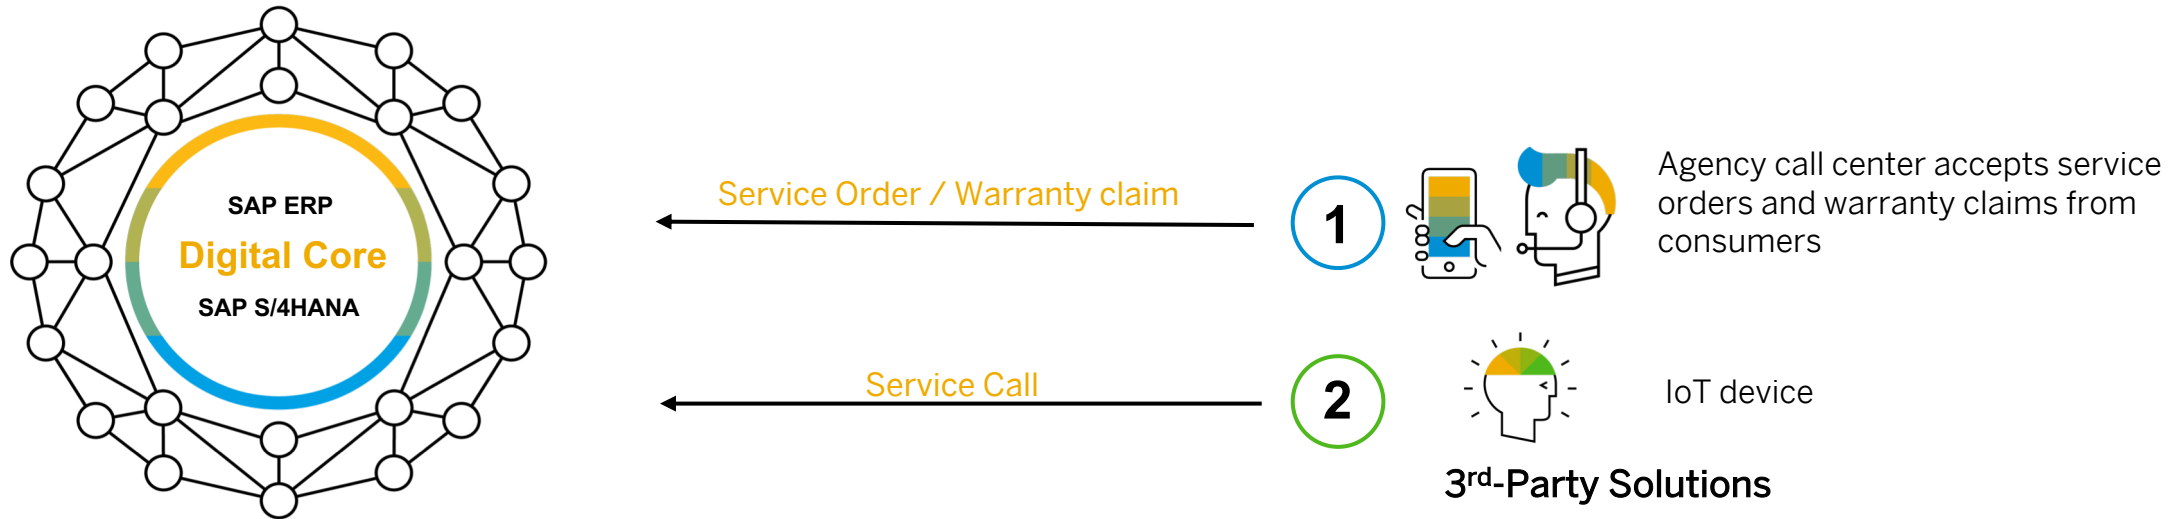 SAP ERP
Digital Core
SAP S/4HANA
Service Order / Warranty claim
1
Agency call center accepts service
orders and warranty claims from
consumers
Service Call
2
IoT device
3rd-Party Solutions